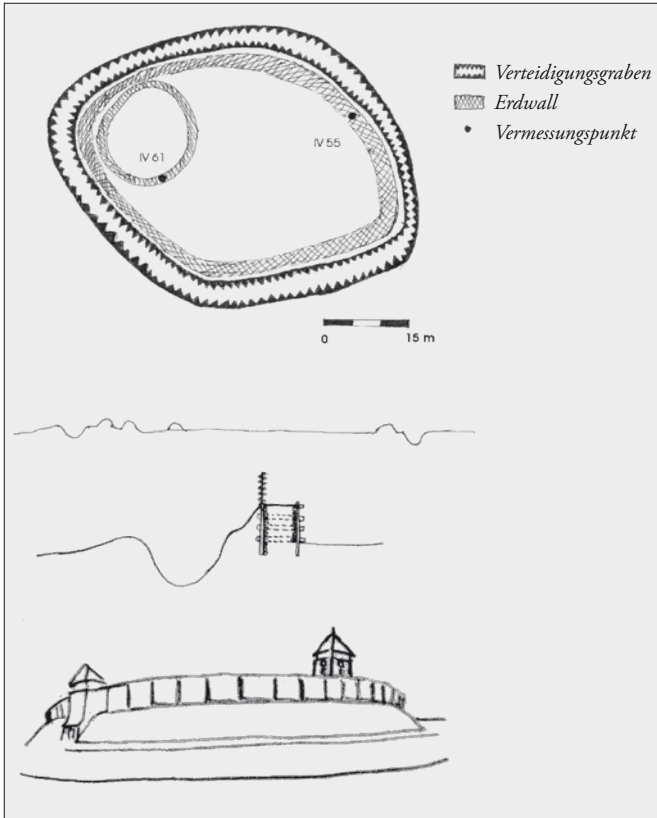 Verteidigungsgraben
Erdwall
Vermessungspunkt
IV 55
IV 61
0 15 m